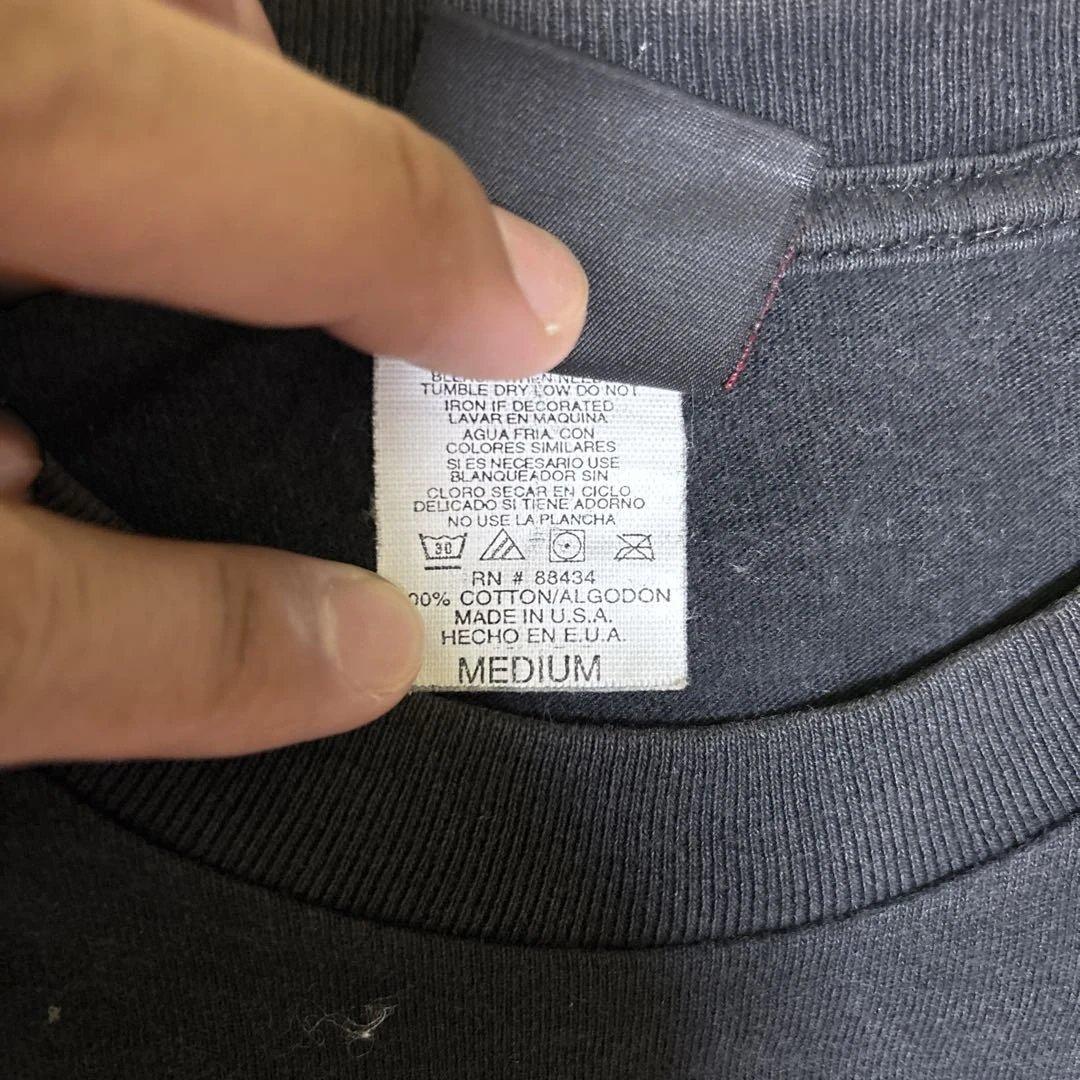 TUMBLE DRY LOW DO NOT
IRON IF DECORATED
LAVAR EN MAQUINA
AGUA FRIA CON
COLORES SIMILARES
SI ES NECESARIO USE
BLANQUEADOR SIN
CLORO SECAR EN CICLO
DELICADO SI TIENE ADORNO
NO USE LA PLANCHA
30
RN # 88434
00% COTTON/ALGODON
MADE IN U.S.A.
HECHO EN E.U.A.
MEDIUM